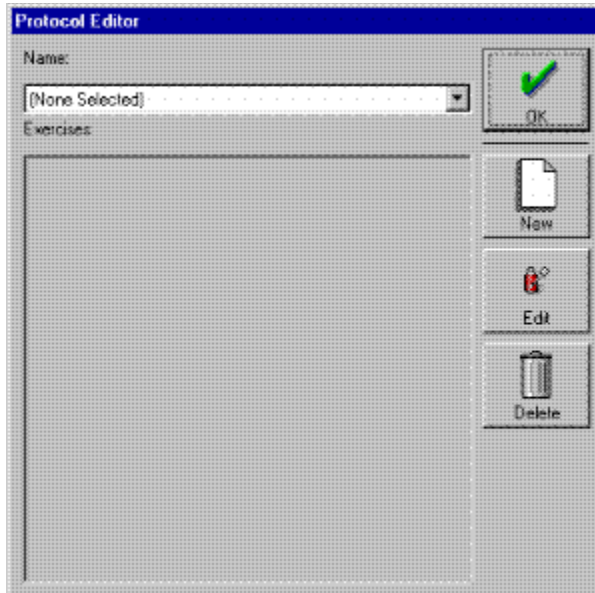 Protocol Editor
Name:
(None Selected)
Exercises:
OK
New
Edit
Delete